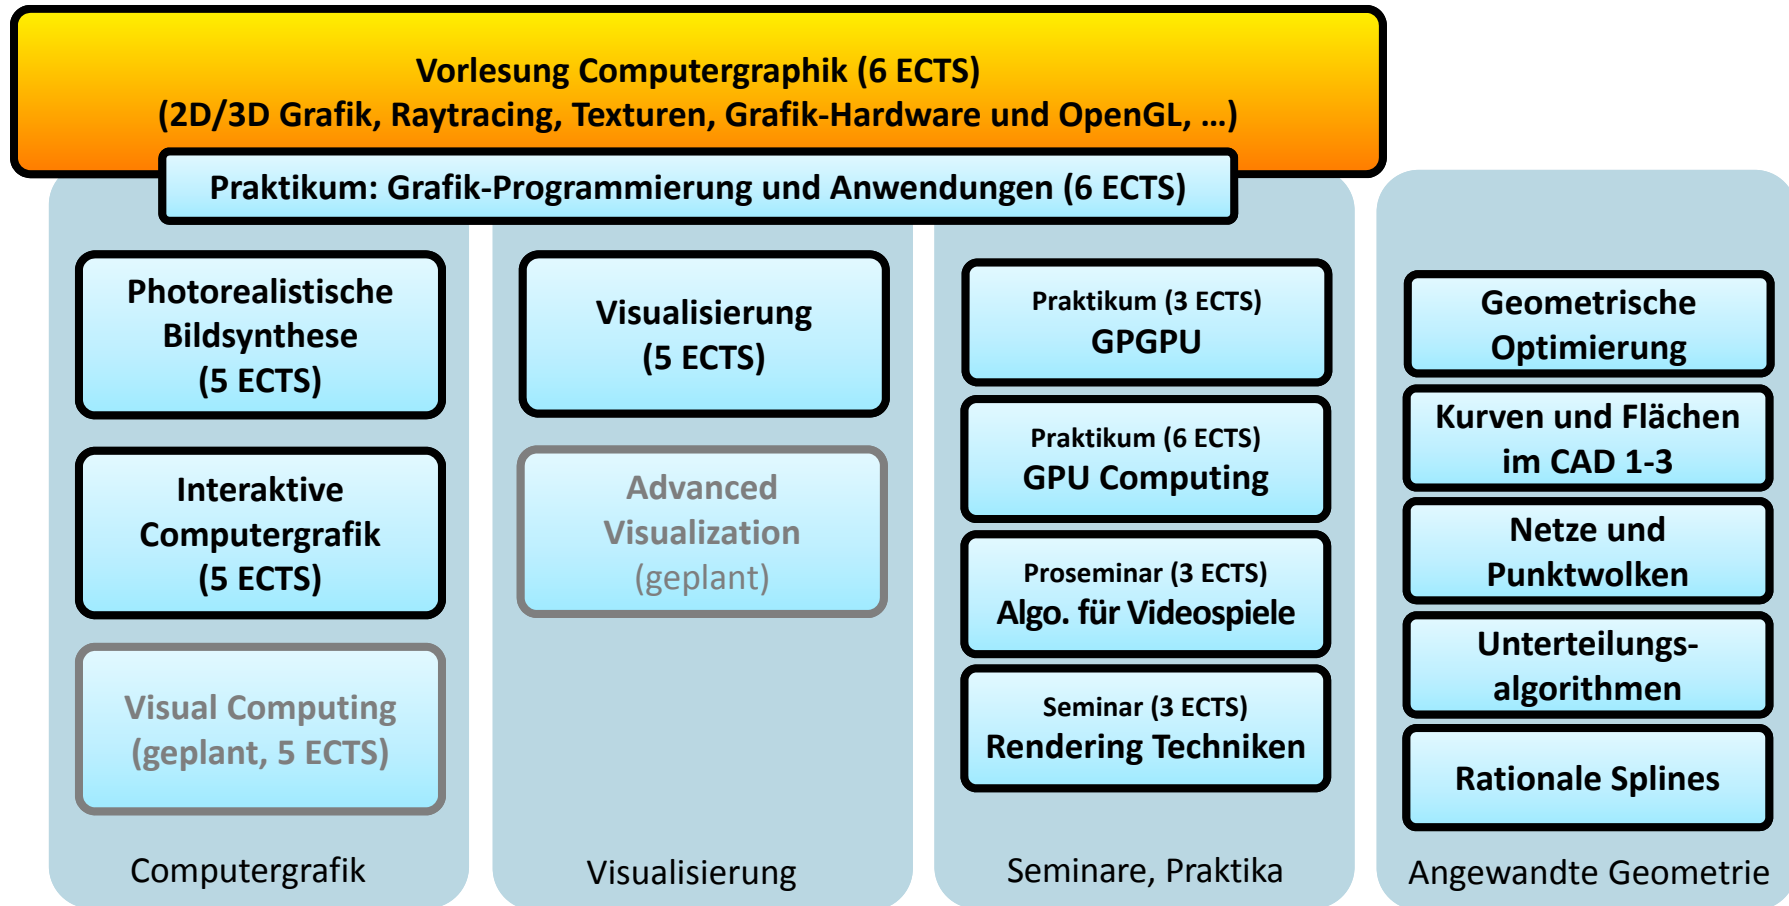 Vorlesung Computergraphik (6 ECTS)
(2D/3D Grafik, Raytracing, Texturen, Grafik-Hardware und OpenGL, …)
Praktikum: Grafik-Programmierung und Anwendungen (6 ECTS)
Photorealistische
Bildsynthese
(5 ECTS)
Interaktive
Computergrafik
(5 ECTS)
Visual Computing
(geplant, 5 ECTS)
Computergrafik
Visualisierung
(5 ECTS)
Advanced
Visualization
(geplant)
Visualisierung
Praktikum (3 ECTS)
GPGPU
Praktikum (6 ECTS)
GPU Computing
Proseminar (3 ECTS)
Algo. für Videospiele
Seminar (3 ECTS)
Rendering Techniken
Seminare, Praktika
Geometrische
Optimierung
Kurven und Flächen
im CAD 1-3
Netze und
Punktwolken
Unterteilungs-
algorithmen
Rationale Splines
Angewandte Geometrie